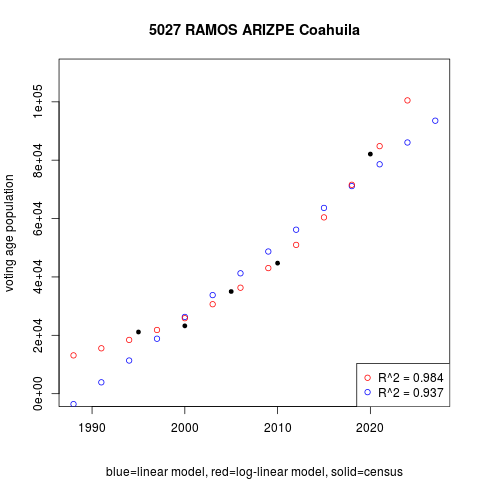 5027 RAMOS ARIZPE Coahuila
voting age population
1e+05
8e+04
6e+04
4e+04
2e+04
0e+00
R^2 = 0.984
R^2 = 0.937
1990 2000 2010 2020
blue=linear model, red=log-linear model, solid=census